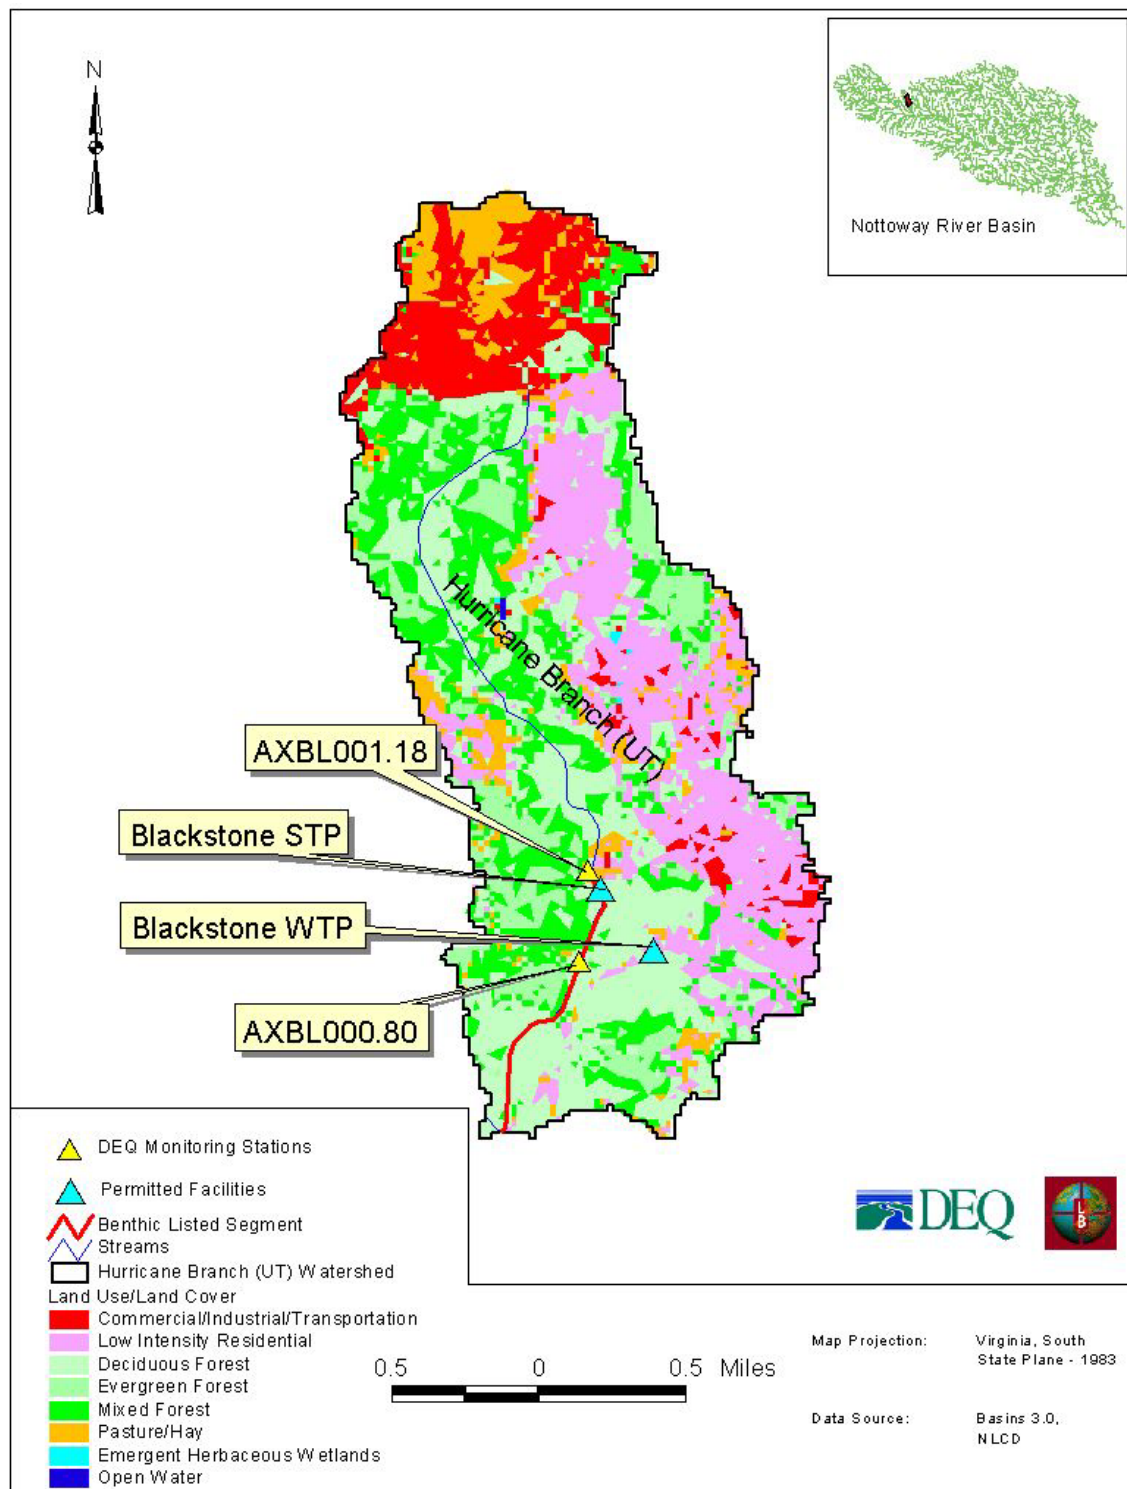 N
Nottoway River Basin
Hurricane Branch (UT)
AXBL001.18
Blackstone STP
Blackstone WTP
AXBL000.80
DEQ Monitoring Stations
Permitted Facilities
Benthic Listed Segment
Streams
Hurricane Branch (UT) Watershed
Land Use/Land Cover
Commercial/Industrial/Transportation
Low Intensity Residential
Deciduous Forest
Evergreen Forest
Mixed Forest
Pasture/Hay
Emergent Herbaceous Wetlands
Open Water
0.5 0 0.5 Miles
DEQ
L
B
Map Projection: Virginia, South
State Plane - 1983
Data Source: Basins 3.0,
NLCD